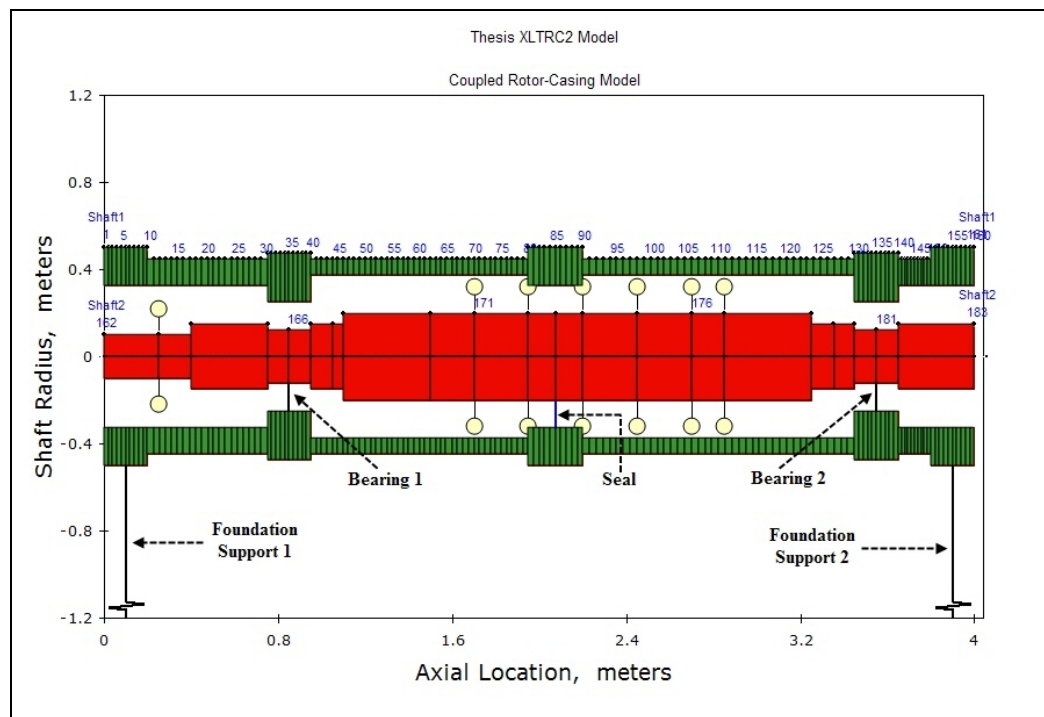 Thesis XLTRC2 Model
Coupled Rotor-Casing Model
1.2
0.8
0.4
0
-0.4
-0.8
-1.2
Shaft Radius, meters
Shaft1
Shaft1
1 5 10 15 20 25 30 35 40 45 50 55 60 65 70 75 80 85 90 95 100 105 110 115 120 125 130 135 140 145 155 160
Shaft2
Shaft2
162 166 171 176 181 183
Bearing 1
Seal
Bearing 2
Foundation
Support 1
Foundation
Support 2
0 0.8 1.6 2.4 3.2 4
Axial Location, meters